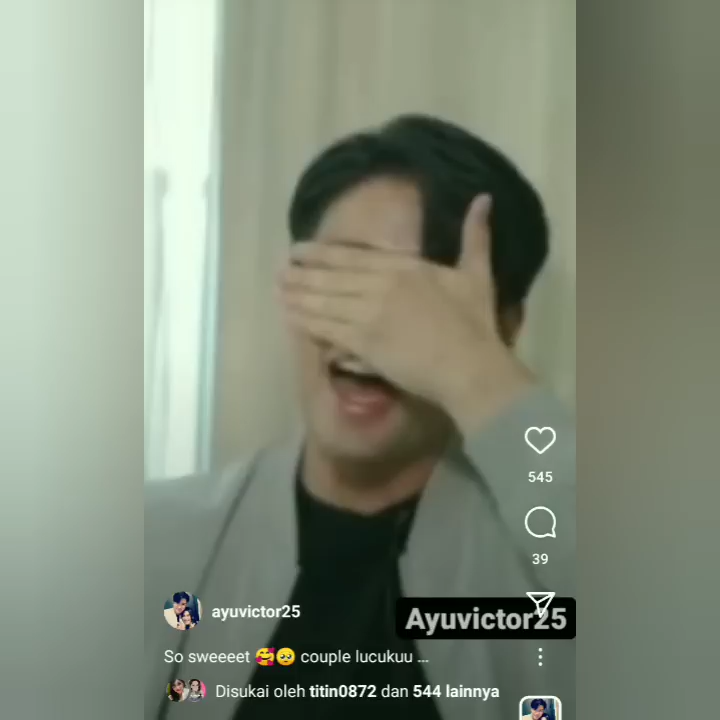 545
39
ayuvictor25
Ayuvictor25
So sweeeet 🥰🥺 couple lucukuu ...
Disukai oleh titin0872 dan 544 lainnya